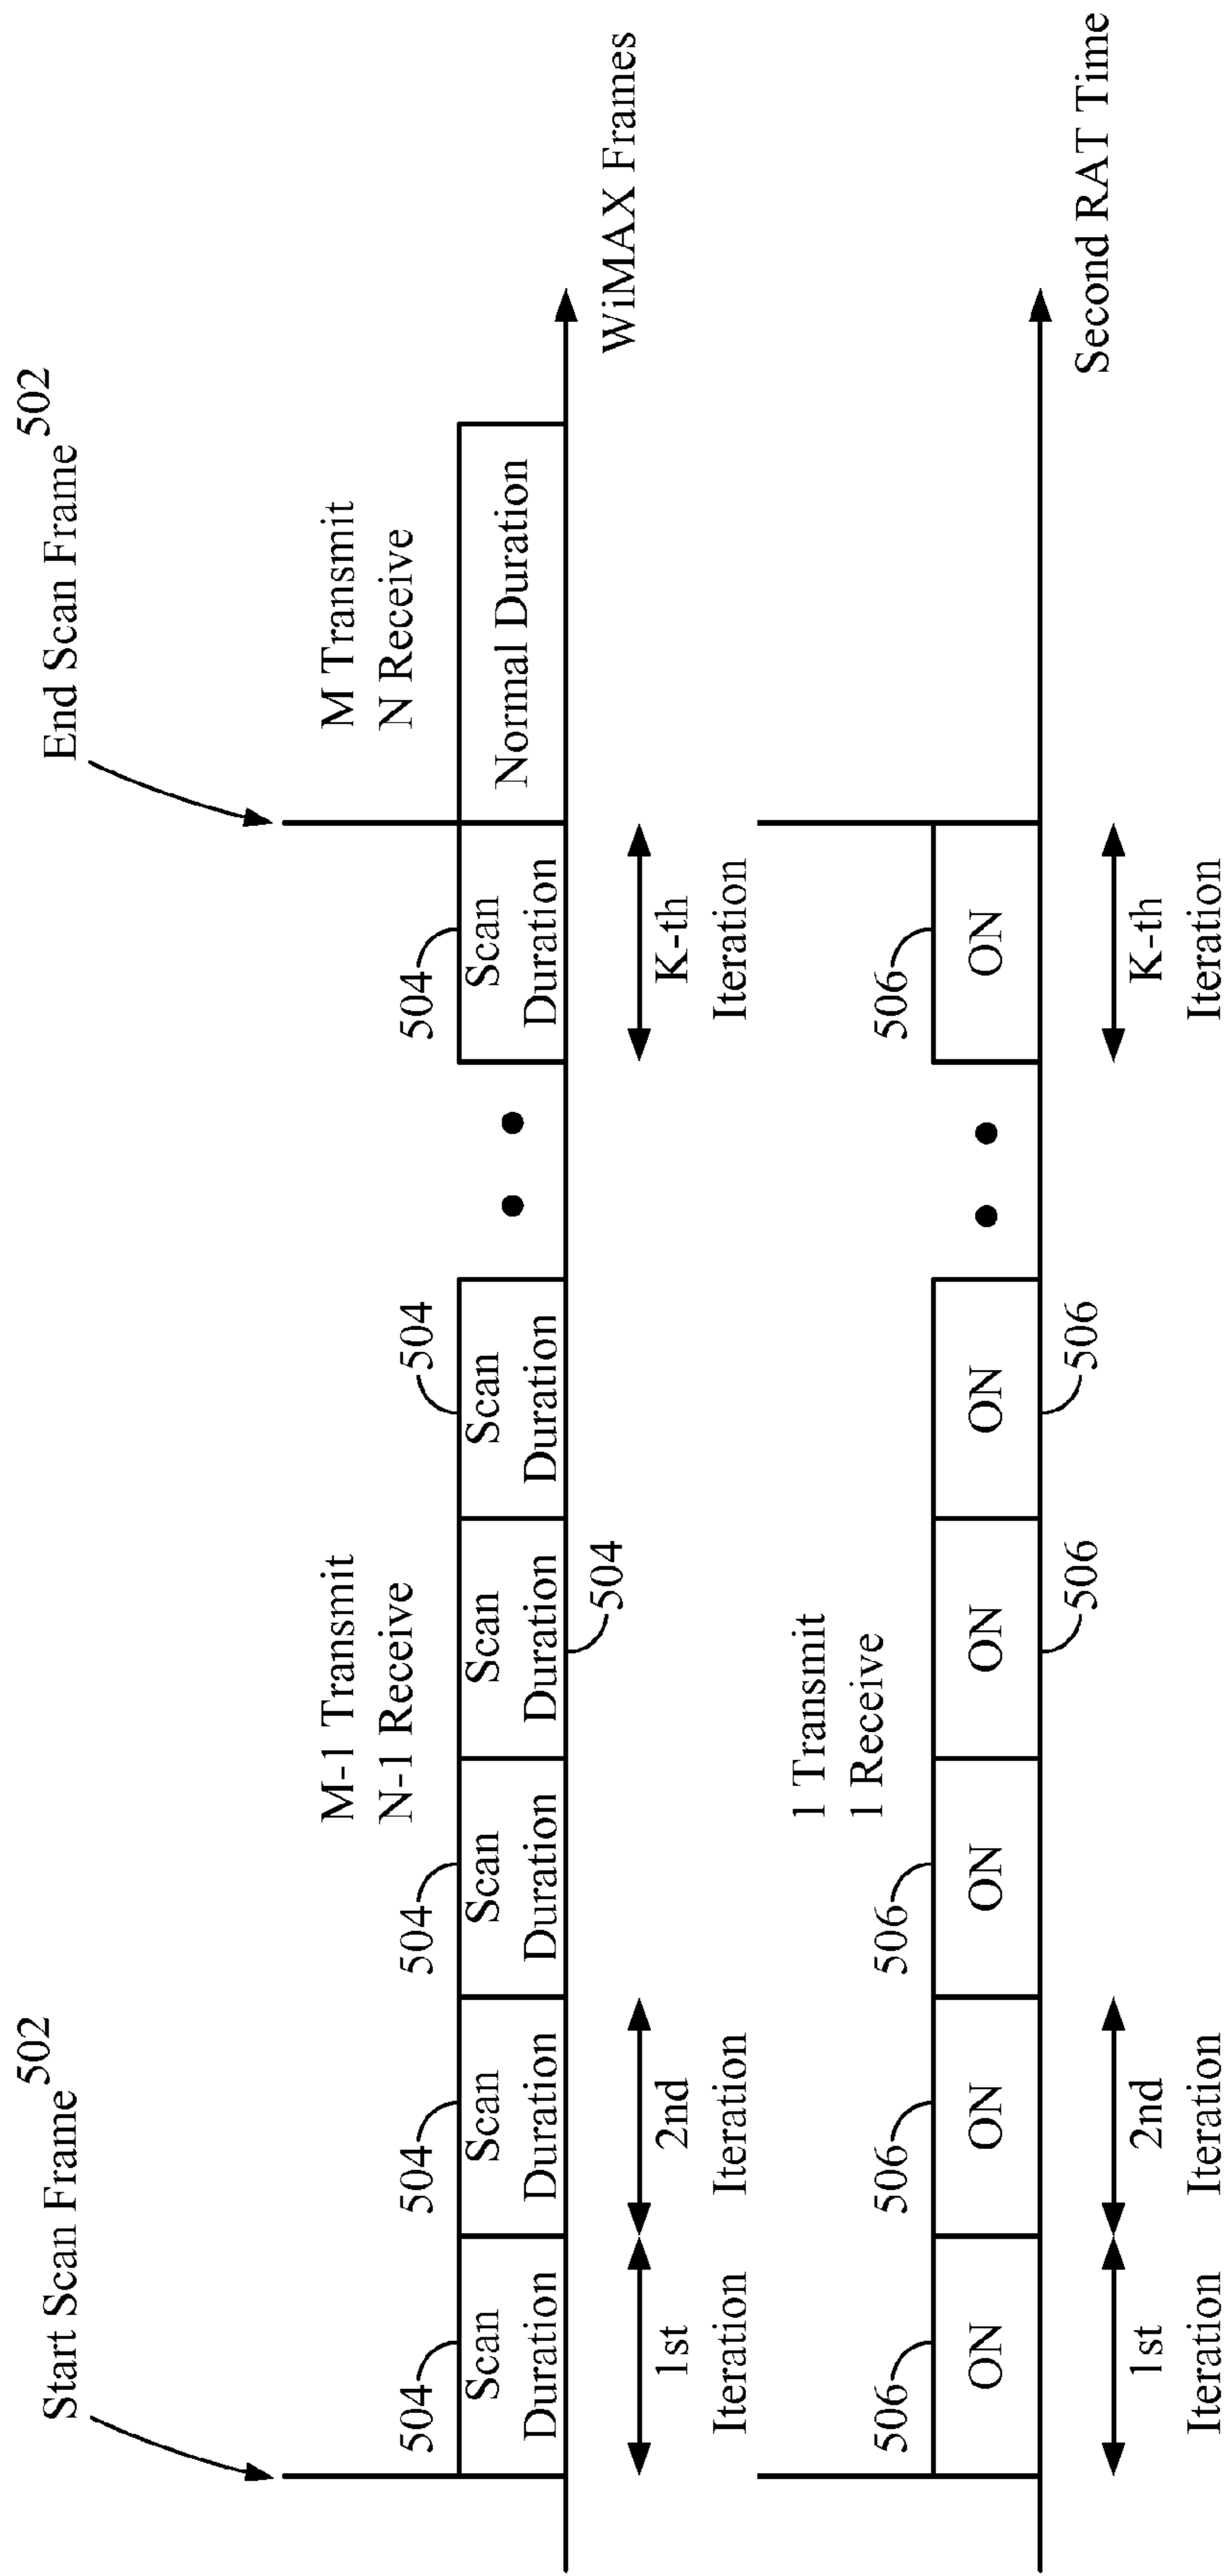 Start Scan Frame 502
End Scan Frame 502
M-1 Transmit
N-1 Receive
M Transmit
N Receive
504
504
504
504
504
Scan
Duration
Scan
Duration
Scan
Duration
Scan
Duration
Scan
Duration
Scan
Duration
Normal Duration
504
WiMAX Frames
1st
Iteration
2nd
Iteration
K-th
Iteration
1 Transmit
1 Receive
506
506
506
506
ON
ON
ON
ON
ON
ON
506
506
Second RAT Time
1st
Iteration
2nd
Iteration
K-th
Iteration